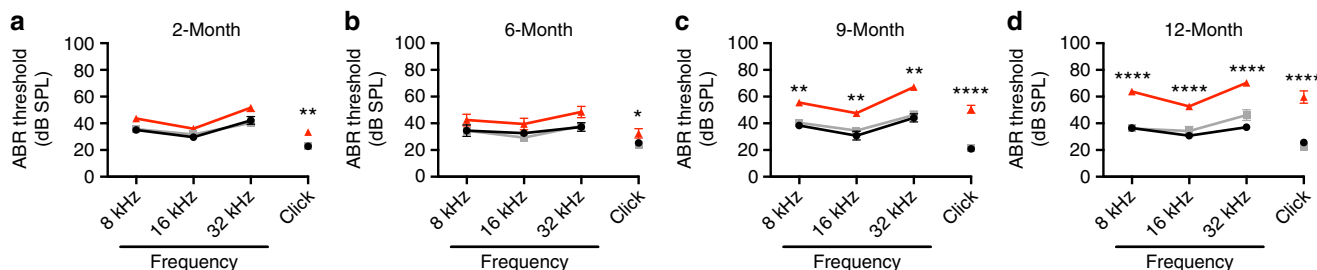 a
2-Month
ABR threshold
(dB SPL)
100
80
60
40
20
0
**
8 kHz
16 kHz
32 kHz
Click
Frequency
b
6-Month
ABR threshold
(dB SPL)
100
80
60
40
20
0
*
8 kHz
16 kHz
32 kHz
Click
Frequency
c
9-Month
ABR threshold
(dB SPL)
100
80
60
40
20
0
**
**
**
****
8 kHz
16 kHz
32 kHz
Click
Frequency
d
12-Month
ABR threshold
(dB SPL)
100
80
60
40
20
0
****
****
****
****
8 kHz
16 kHz
32 kHz
Click
Frequency